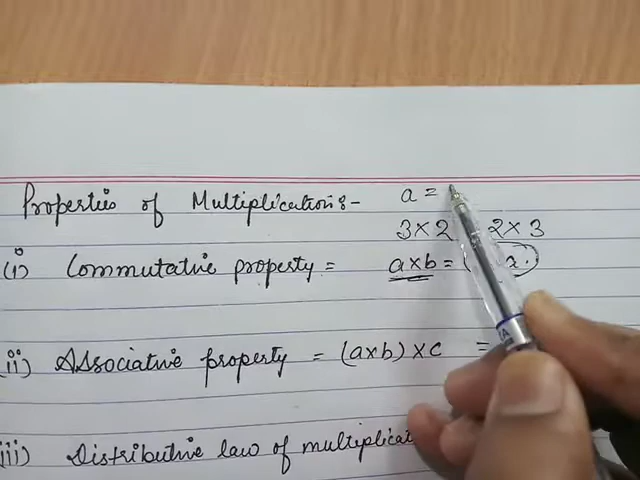 Properties of Multiplication:- a =
3×2 2×3
(i) Commutative property = a×b = (
(ii) Associative property = (a×b)×c =
(iii) Distributive law of multiplicat